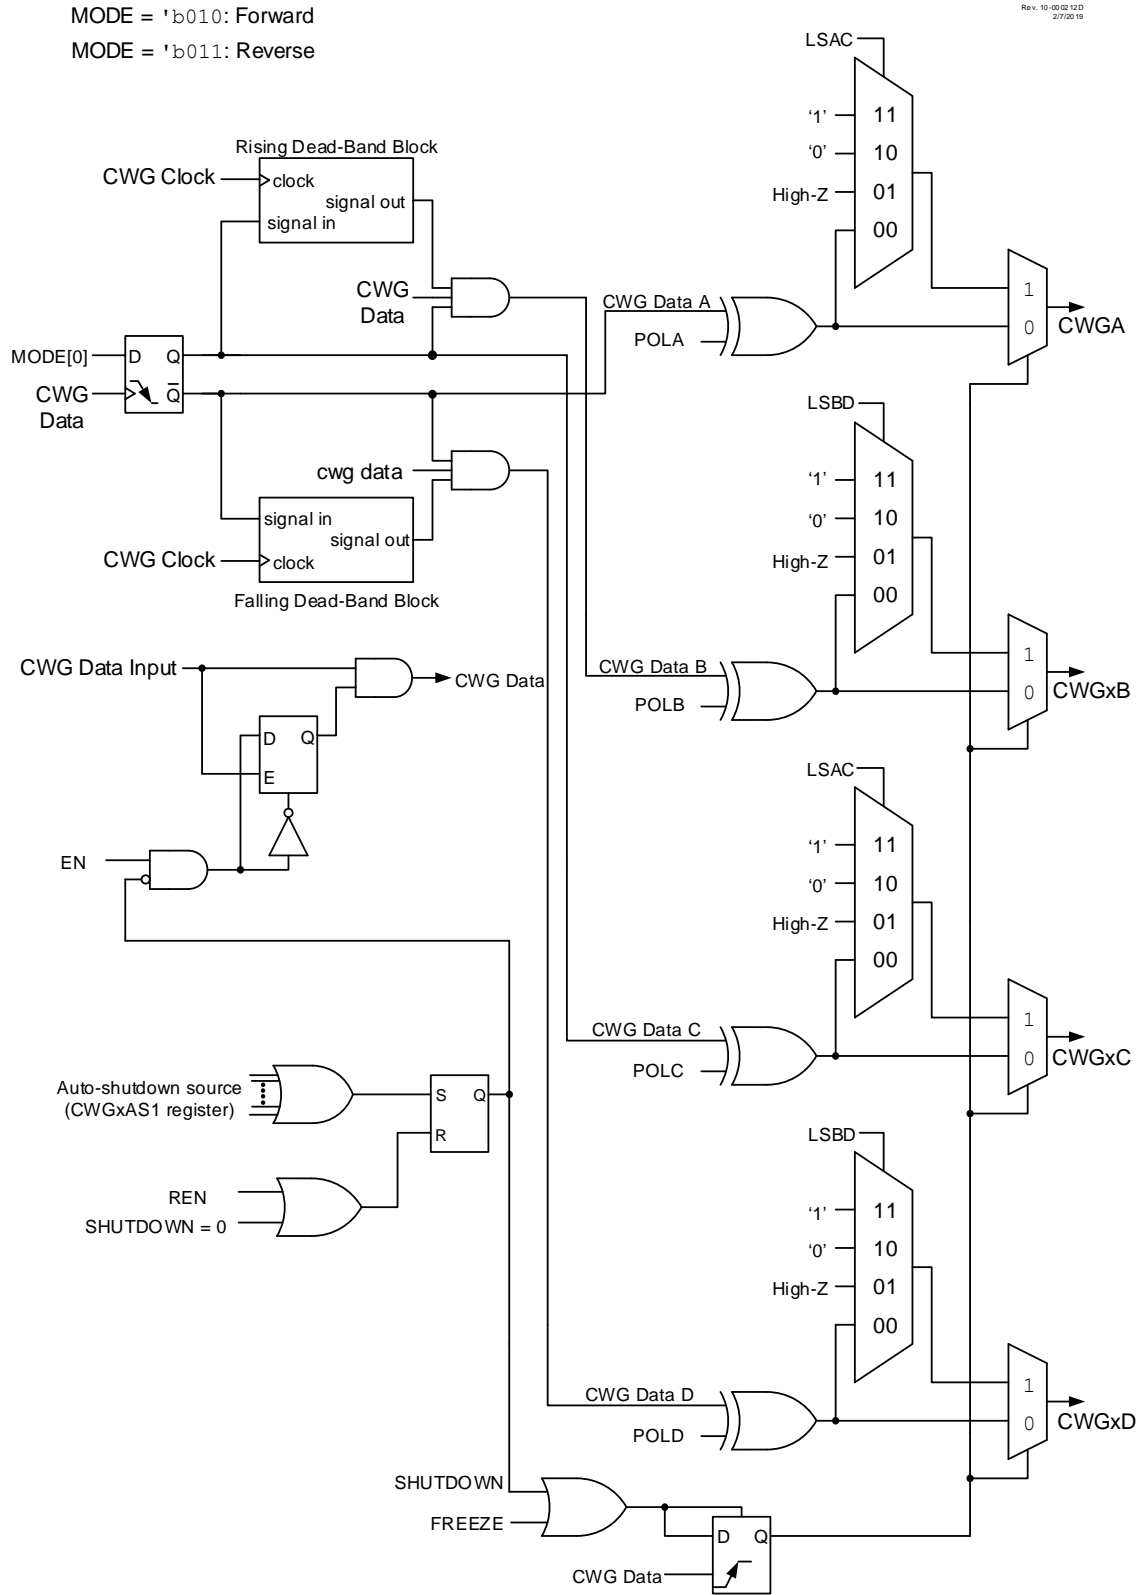 MODE = 'b010: Forward
MODE = 'b011: Reverse
Rev. 10-000212D
2/7/2019
LSAC
'1'
11
'0'
10
High-Z
01
00
Rising Dead-Band Block
CWG Clock
clock
signal out
signal in
CWG
Data
CWG Data A
POLA
1
0
CWGA
MODE[0]
D
Q
CWG
Data
Q
LSBD
'1'
11
'0'
10
High-Z
01
00
cwg data
signal in
signal out
CWG Clock
clock
Falling Dead-Band Block
CWG Data Input
CWG Data
D
Q
E
CWG Data B
POLB
1
0
CWGxB
EN
LSAC
'1'
11
'0'
10
High-Z
01
00
CWG Data C
POLC
1
0
CWGxC
Auto-shutdown source
(CWGxAS1 register)
S
Q
R
REN
SHUTDOWN = 0
LSBD
'1'
11
'0'
10
High-Z
01
00
CWG Data D
POLD
1
0
CWGxD
SHUTDOWN
FREEZE
D
Q
CWG Data